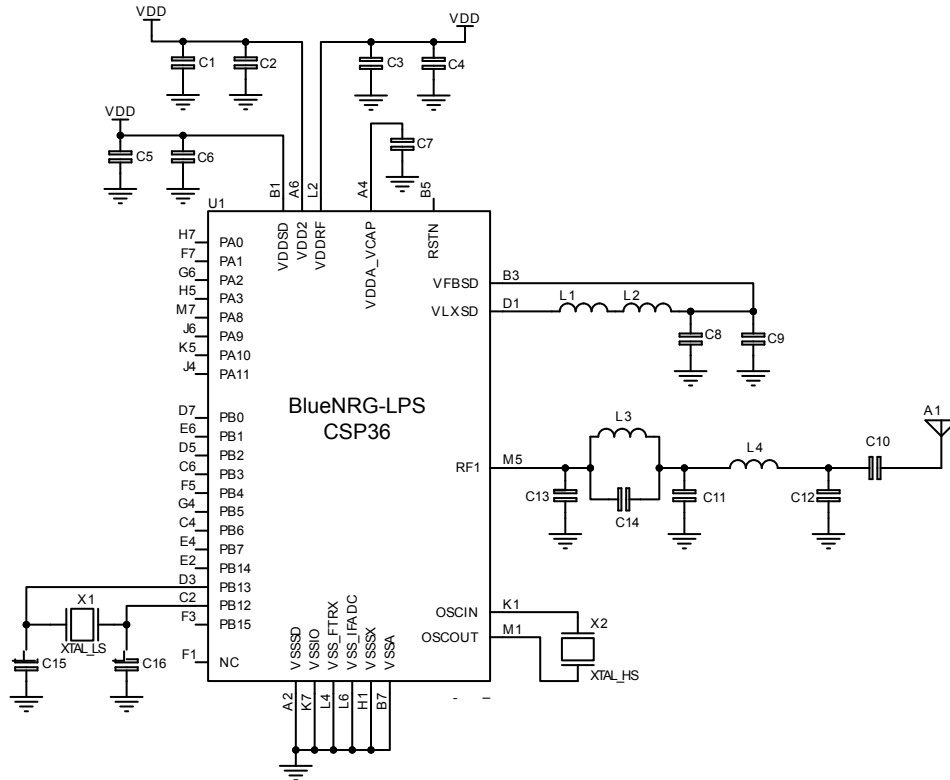 VDD
VDD
C1
C2
C3
C4
VDD
C5
C6
C7
B1
A6
L2
A4
B5
U1
VDDSD
VDD2
VDDRF
VDDA_VCAP
RSTN
H7 PA0
F7 PA1
G6 PA2
H5 PA3
M7 PA8
J6 PA9
K5 PA10
J4 PA11
D7 PB0
E6 PB1
D5 PB2
C6 PB3
F5 PB4
G4 PB5
C4 PB6
E4 PB7
E2 PB14
D3 PB13
C2 PB12
F3 PB15
F1 NC
BlueNRG-LPS
CSP36
VFBSD B3
VLXSD D1
L1
L2
C8
C9
RF1 M5
L3
C13
C14
C11
L4
C12
C10
A1
OSCIN K1
OSCOUT M1
X2
XTAL_HS
X1
XTAL_LS
C15
C16
VSSSD
VSSIO
VSS_FTRX
VSS_IFADC
VSSSX
VSSA
A2
K7
L4
L6
H1
B7